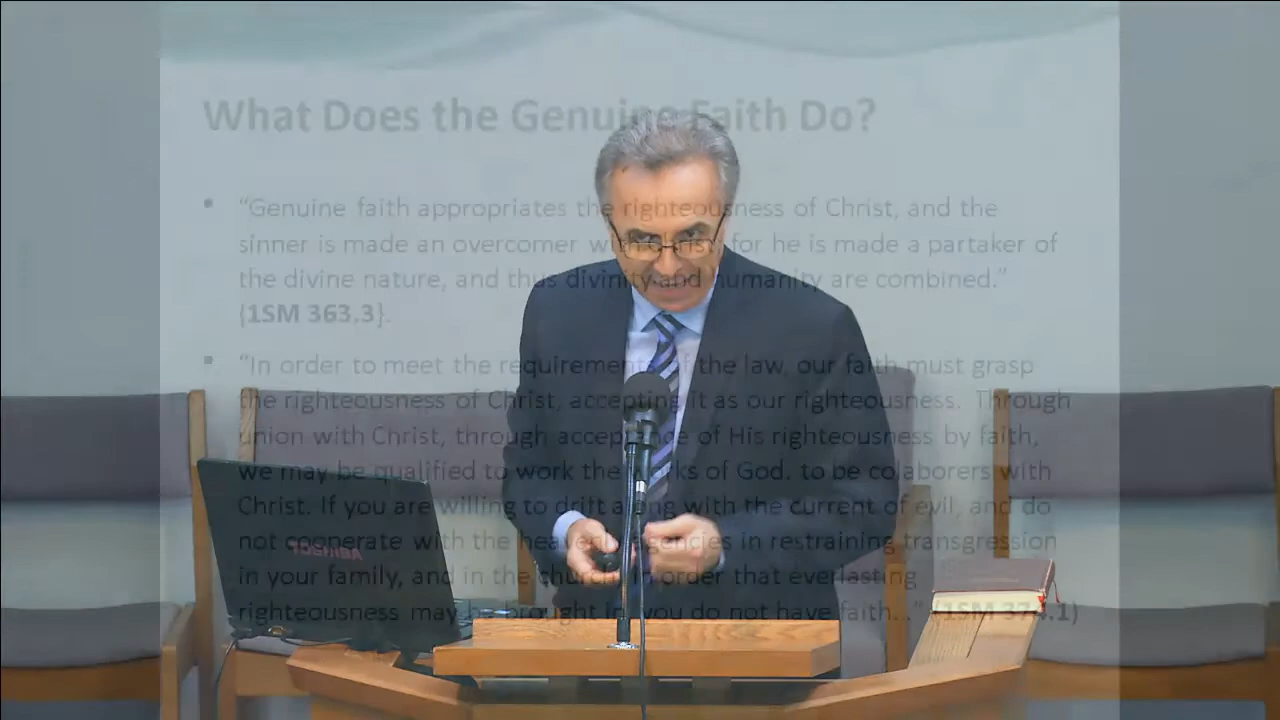 What Does the Genuine Faith Do?
“Genuine faith appropriates the righteousness of Christ, and the
sinner is made an overcomer with Christ, for he is made a partaker of
the divine nature, and thus divinity and humanity are combined.”
{1SM 363.3}.
“In order to meet the requirements of the law, our faith must grasp
the righteousness of Christ, accepting it as our righteousness. Through
union with Christ, through acceptance of His righteousness by faith,
we may be qualified to work the works of God, to be colaborers with
Christ. If you are willing to drift along with the current of evil, and do
not cooperate with the heavenly agencies in restraining transgression
in your family, and in the church, in order that everlasting
righteousness may be brought in, you do not have faith...” (1SM 374.1)
TOSHIBA